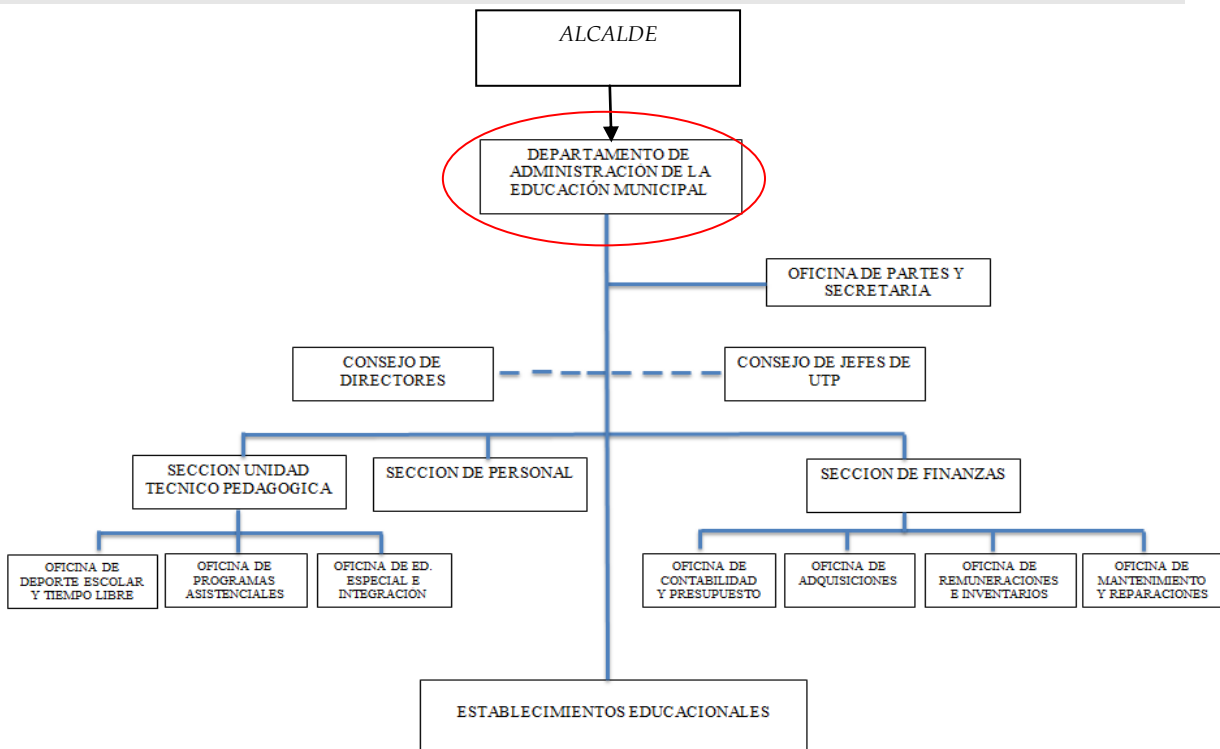 ALCALDE
DEPARTAMENTO DE
ADMINISTRACIÓN DE LA
EDUCACIÓN MUNICIPAL
OFICINA DE PARTES Y
SECRETARIA
CONSEJO DE
DIRECTORES
CONSEJO DE JEFES DE
UTP
SECCION UNIDAD
TECNICO PEDAGOGICA
SECCION DE PERSONAL
SECCION DE FINANZAS
OFICINA DE
DEPORTE ESCOLAR
Y TIEMPO LIBRE
OFICINA DE
PROGRAMAS
ASISTENCIALES
OFICINA DE ED.
ESPECIAL E
INTEGRACION
OFICINA DE
CONTABILIDAD
Y PRESUPUESTO
OFICINA DE
ADQUISICIONES
OFICINA DE
REMUNERACIONES
E INVENTARIOS
OFICINA DE
MANTENIMIENTO
Y REPARACIONES
ESTABLECIMIENTOS EDUCACIONALES